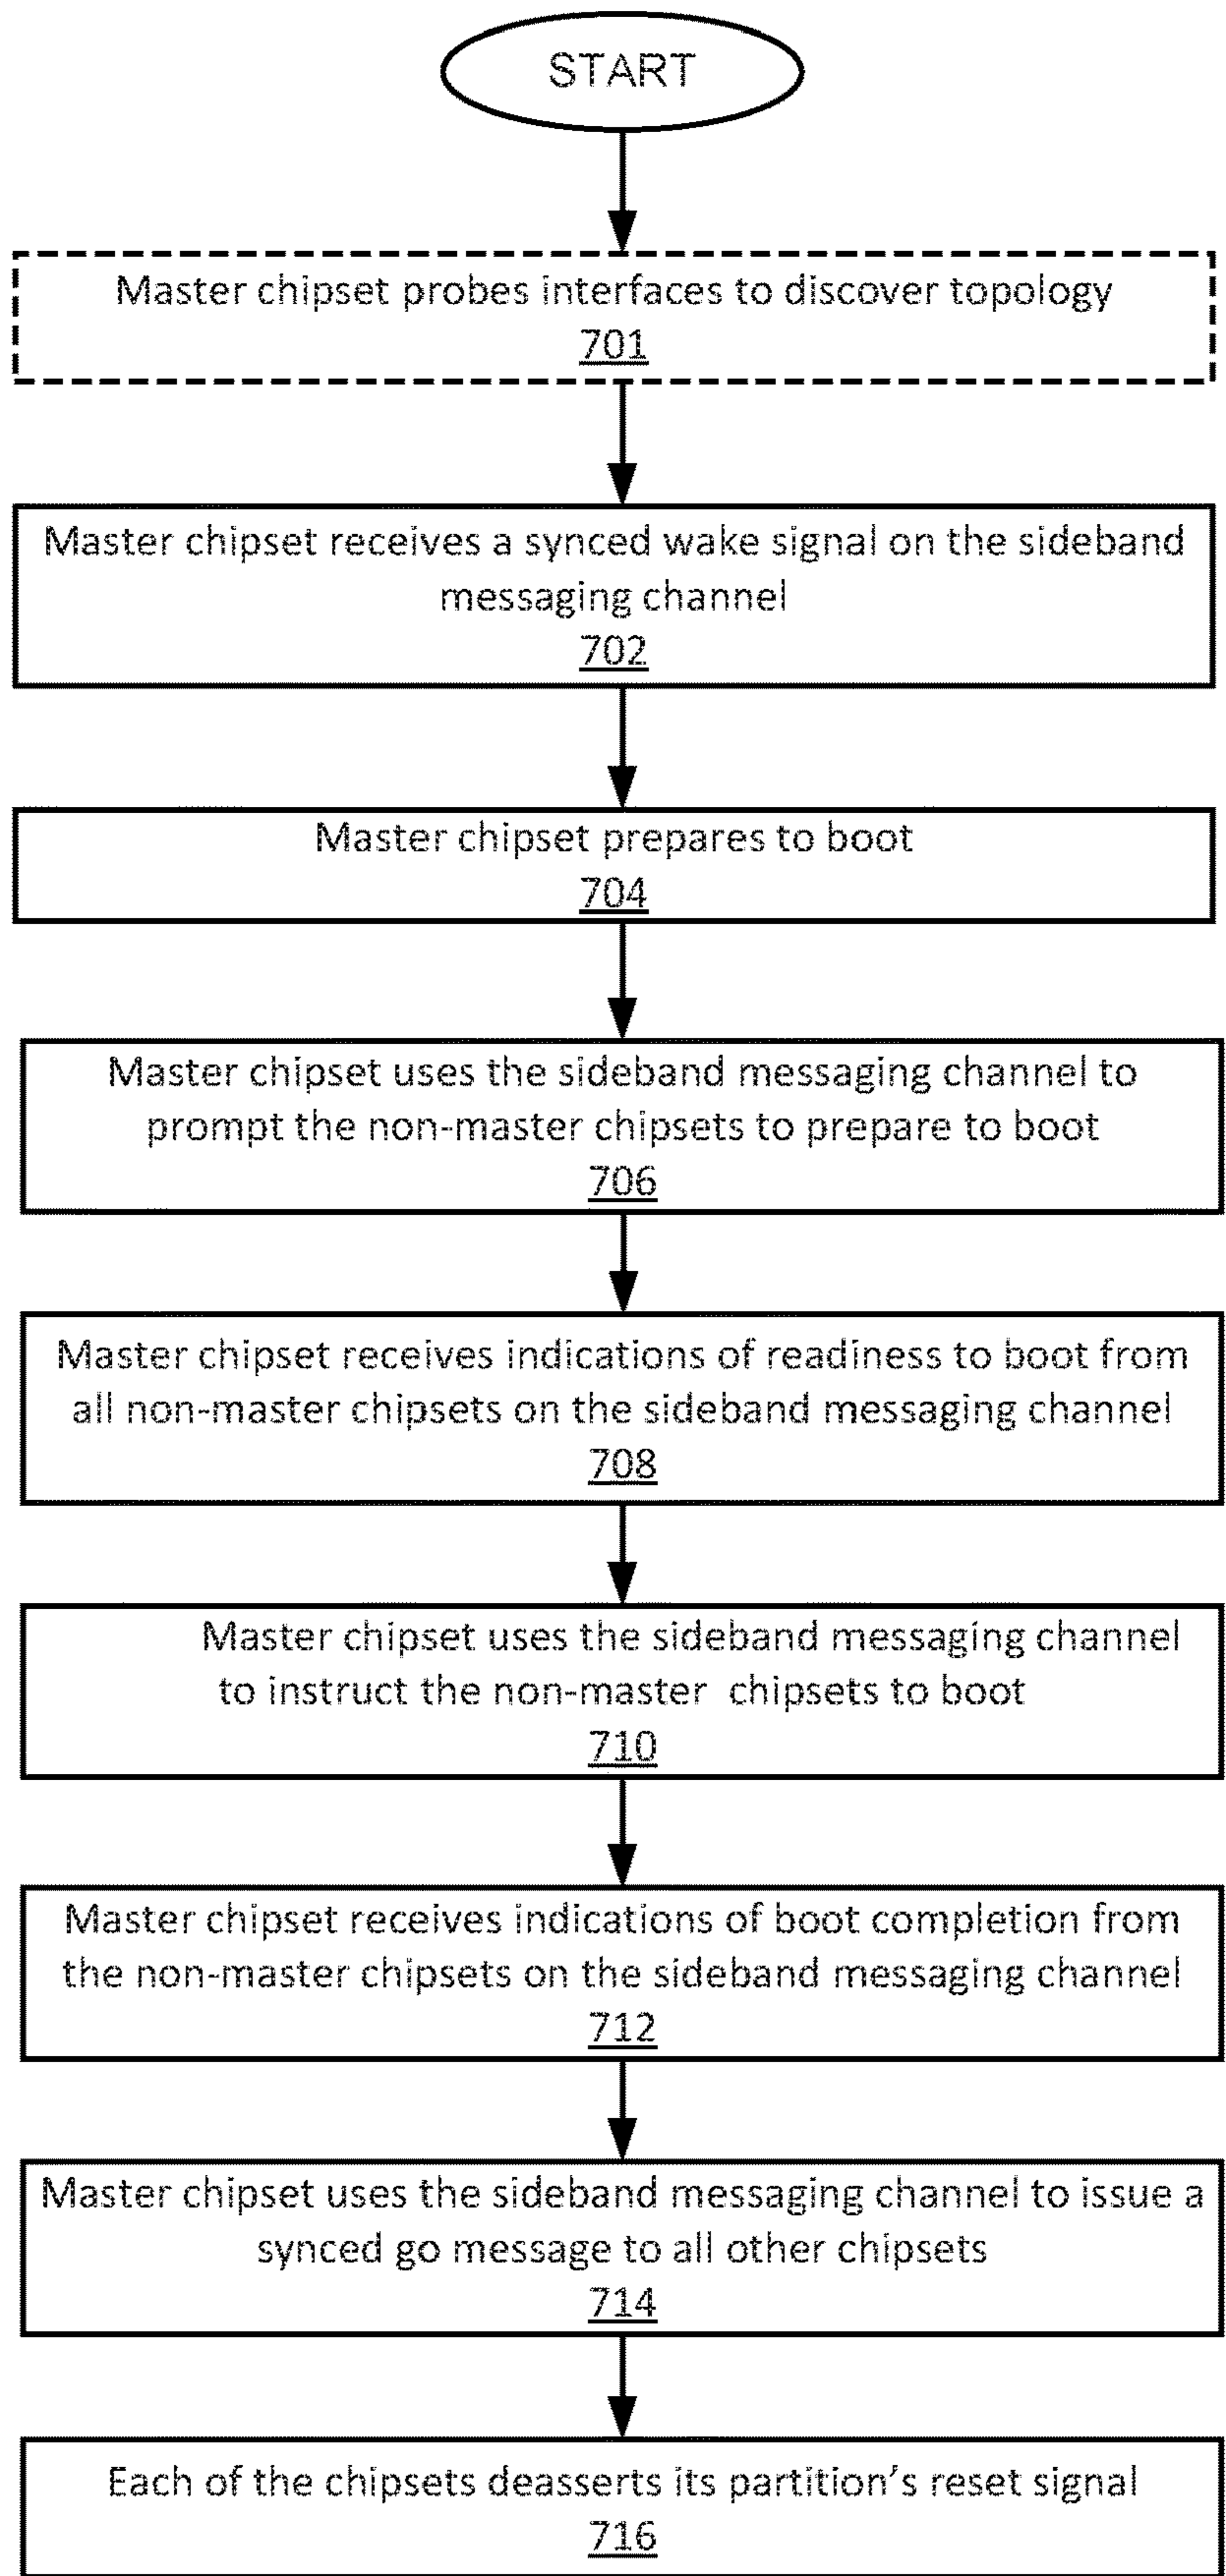 START
Master chipset probes interfaces to discover topology
701
Master chipset receives a synced wake signal on the sideband
messaging channel
702
Master chipset prepares to boot
704
Master chipset uses the sideband messaging channel to
prompt the non-master chipsets to prepare to boot
706
Master chipset receives indications of readiness to boot from
all non-master chipsets on the sideband messaging channel
708
Master chipset uses the sideband messaging channel
to instruct the non-master chipsets to boot
710
Master chipset receives indications of boot completion from
the non-master chipsets on the sideband messaging channel
712
Master chipset uses the sideband messaging channel to issue a
synced go message to all other chipsets
714
Each of the chipsets deasserts its partition's reset signal
716